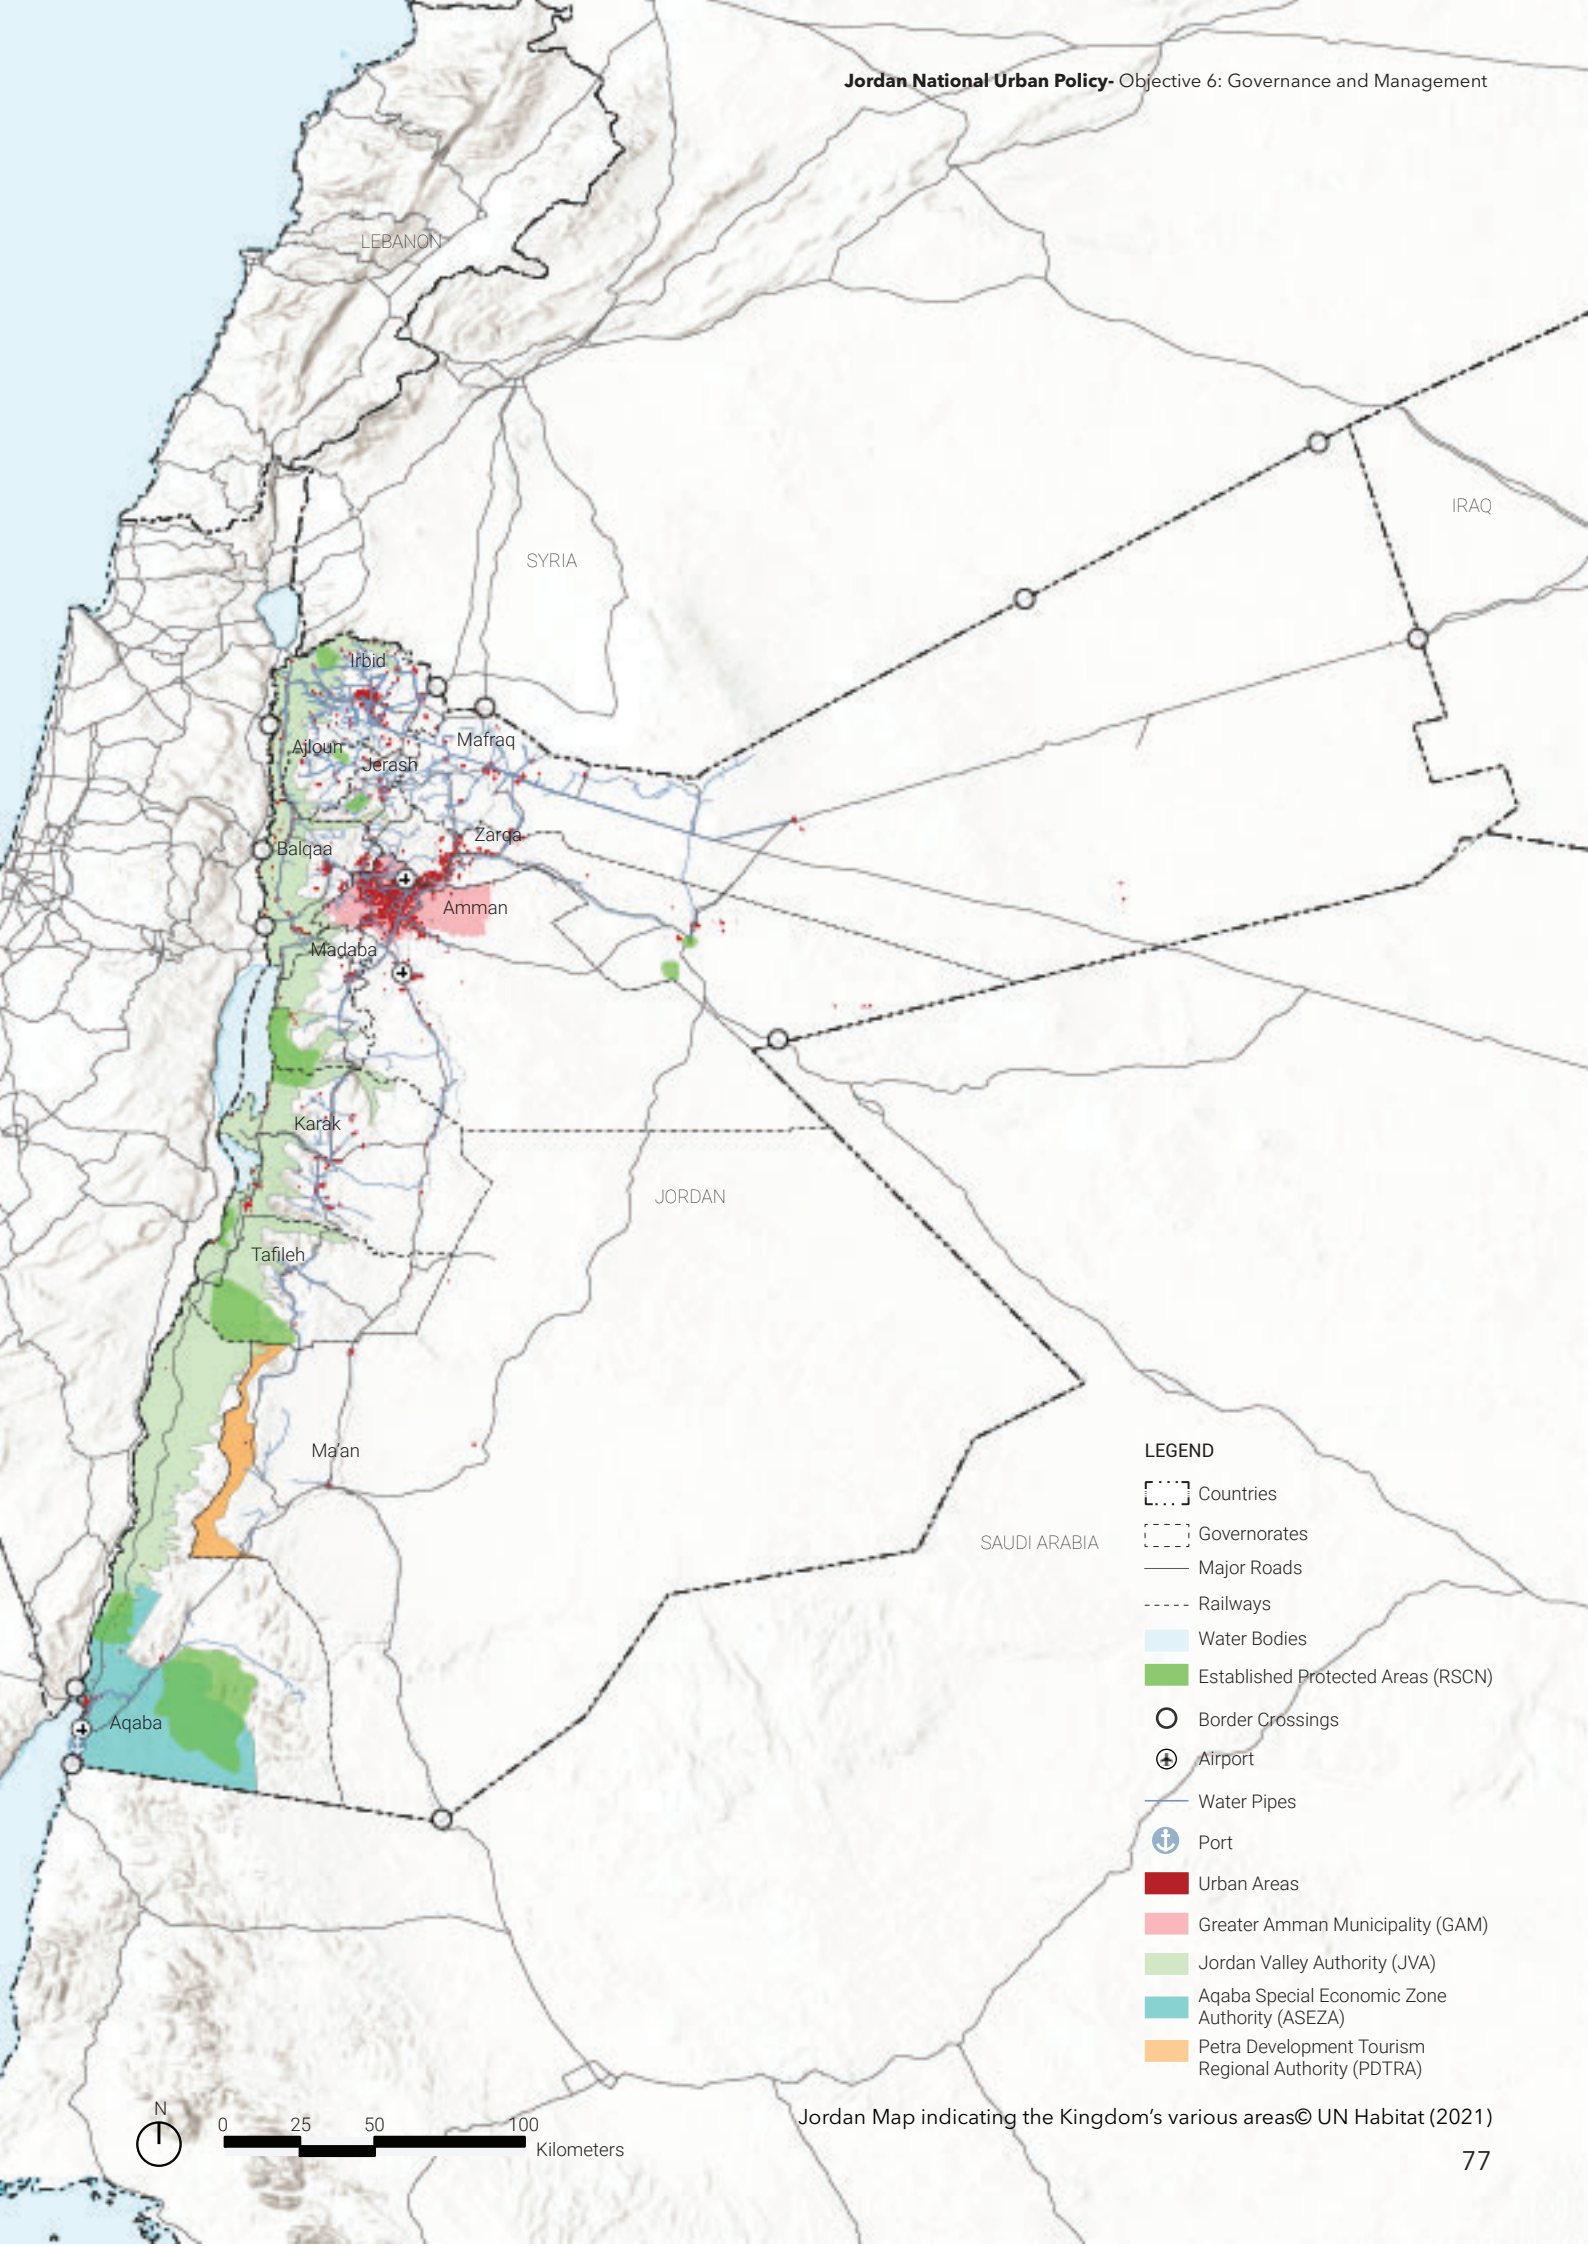 Jordan National Urban Policy- Objective 6: Governance and Management
LEBANON
IRAQ
SYRIA
Irbid
Ajloun
Mafraq
Jerash
Zarqa
Balqaa
Amman
Madaba
Karak
JORDAN
Tafileh
Ma'an
SAUDI ARABIA
Aqaba
LEGEND
Countries
Governorates
Major Roads
Railways
Water Bodies
Established Protected Areas (RSCN)
Border Crossings
Airport
Water Pipes
Port
Urban Areas
Greater Amman Municipality (GAM)
Jordan Valley Authority (JVA)
Aqaba Special Economic Zone
Authority (ASEZA)
Petra Development Tourism
Regional Authority (PDTRA)
N
0 25 50 100
Kilometers
Jordan Map indicating the Kingdom's various areas© UN Habitat (2021)
77